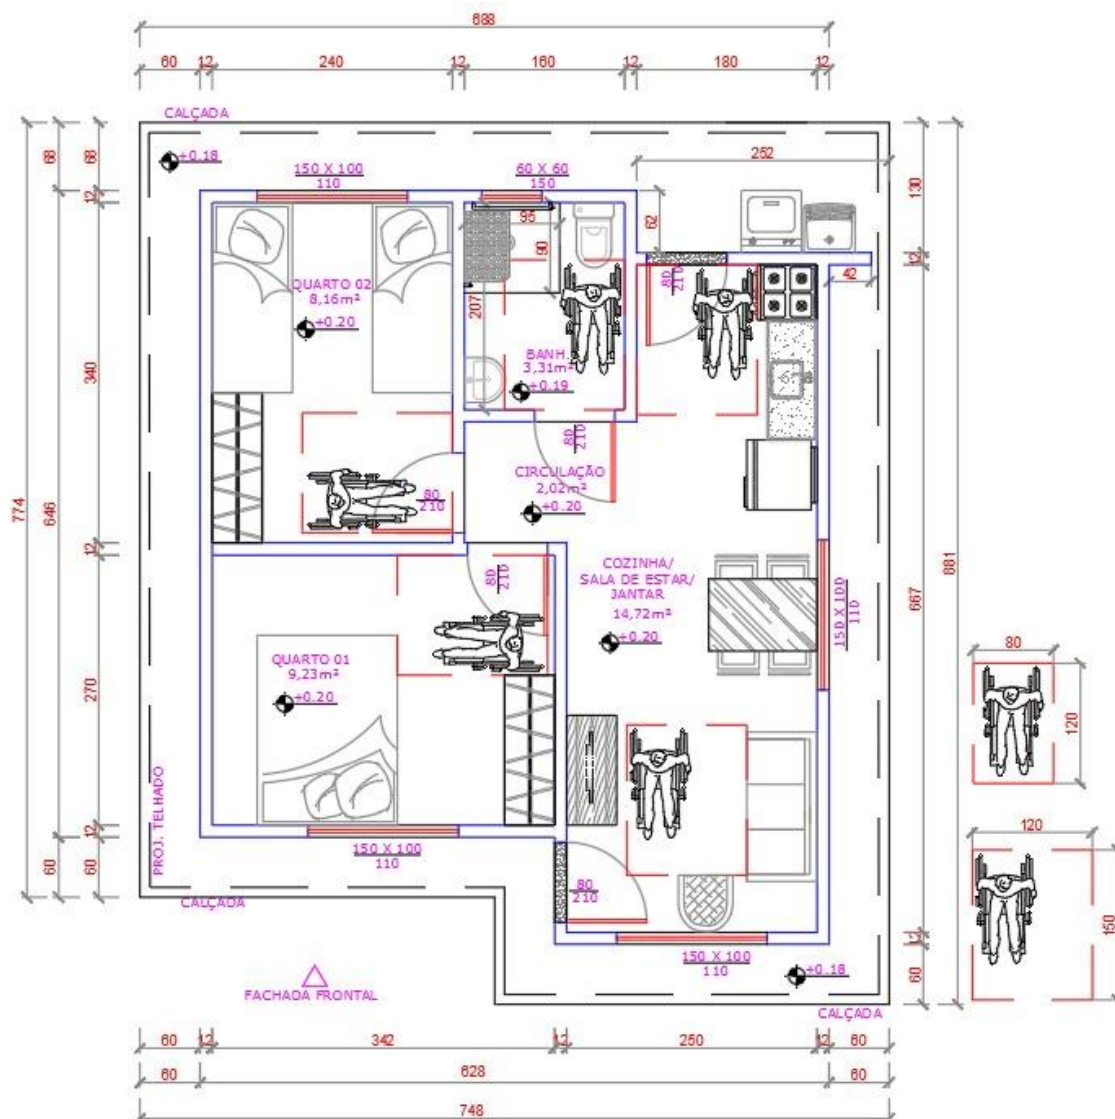 688
60 12 240 12 160 12 180 12
CALÇADA
+0.18
150 X 100
110
60 X 60
150
252
68
68
12
130
62
95
90
12
42
80
210
QUARTO 02
8,16m²
+0.20
207
BANH.
3,31m²
+0.19
340
80
210
CIRCULAÇÃO
2,02m²
+0.20
80
210
774
646
12
667
881
80
210
COZINHA/
SALA DE ESTAR/
JANTAR
14,72m²
+0.20
150 X 100
110
QUARTO 01
9,23m²
+0.20
270
80
120
PROJ. TELHADO
12
60
60
150 X 100
110
120
150
80
210
CALÇADA
12
60
150 X 100
110
+0.18
FACHADA FRONTAL
CALÇADA
60 12 342 12 250 12 60
60 628 60
748